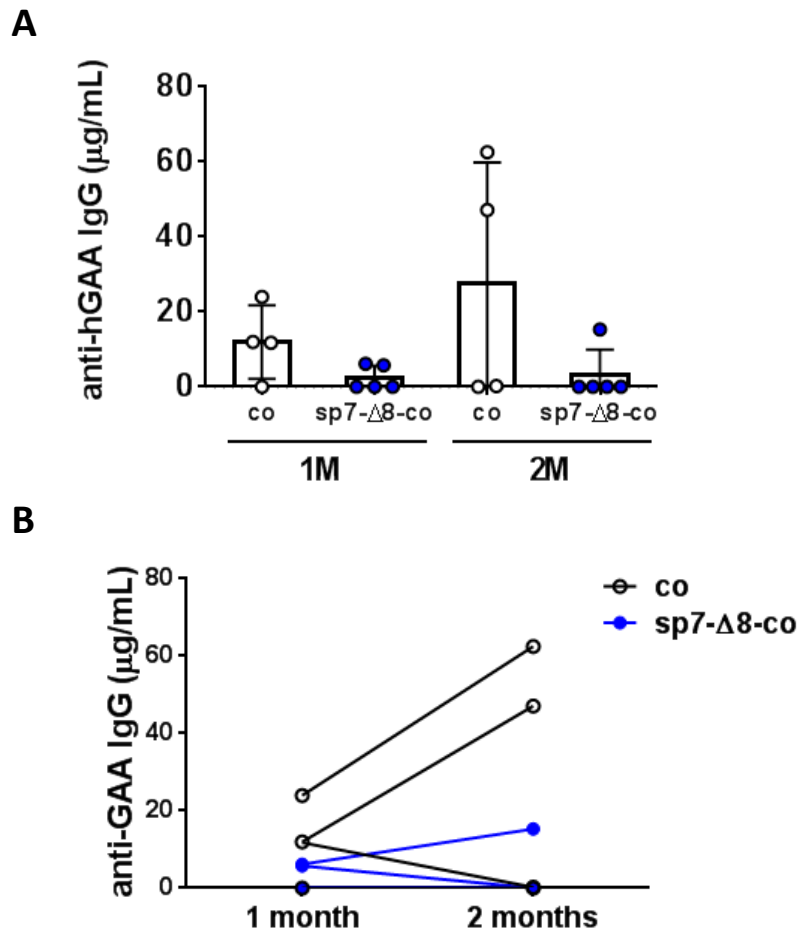 A
anti-hGAA IgG (µg/mL)
80
60
40
20
0
co
sp7-Δ8-co
co
sp7-Δ8-co
1M
2M
B
anti-GAA IgG (µg/mL)
80
60
40
20
0
1 month
2 months
co
sp7-Δ8-co